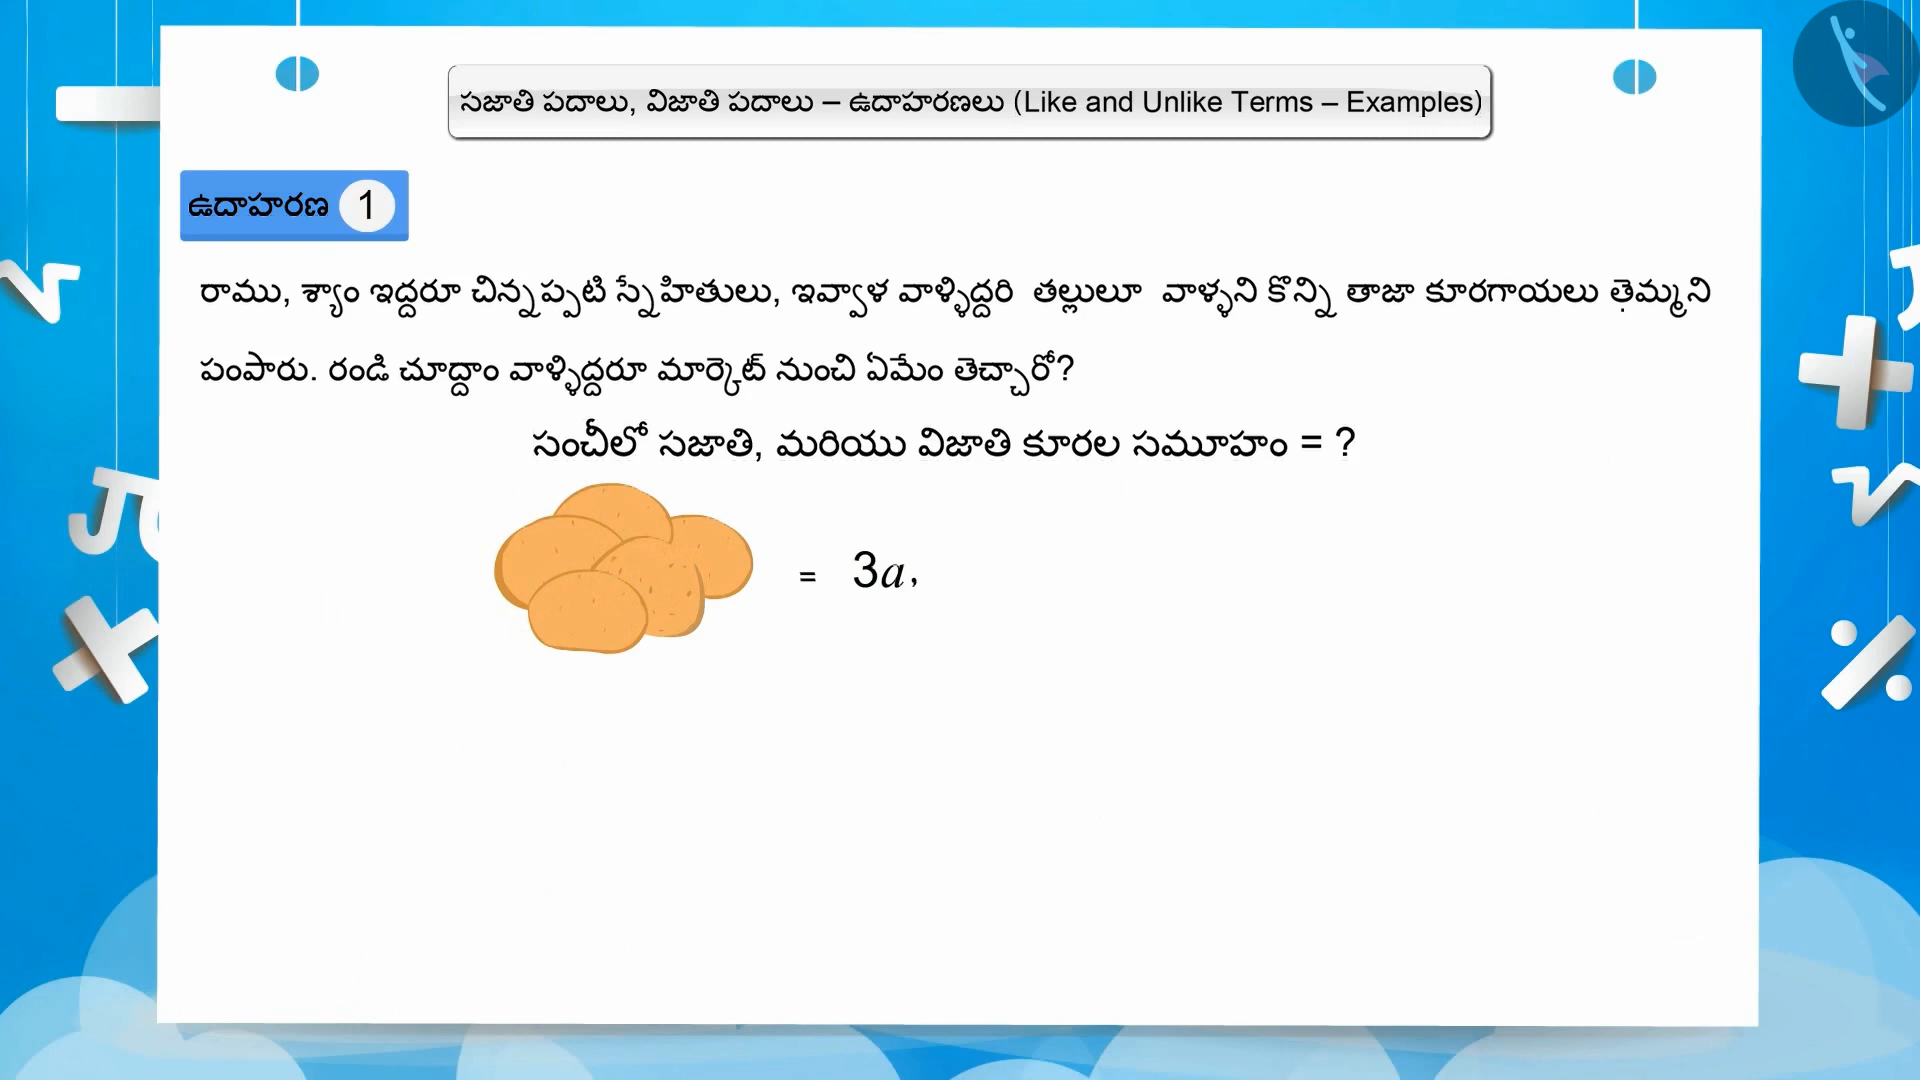 సజాతి పదాలు, విజాతి పదాలు – ఉదాహరణలు (Like and Unlike Terms – Examples)
ఉదాహరణ 1
రాము, శ్యాం ఇద్దరూ చిన్నప్పటి స్నేహితులు, ఇవ్వాళ వాళ్ళిద్దరి తల్లులూ వాళ్ళని కొన్ని తాజా కూరగాయలు తెమ్మని
పంపారు. రండి చూద్దాం వాళ్ళిద్దరూ మార్కెట్ నుంచి ఏమేం తెచ్చారో?
సంచీలో సజాతి, మరియు విజాతి కూరల సమూహం = ?
= 3a,